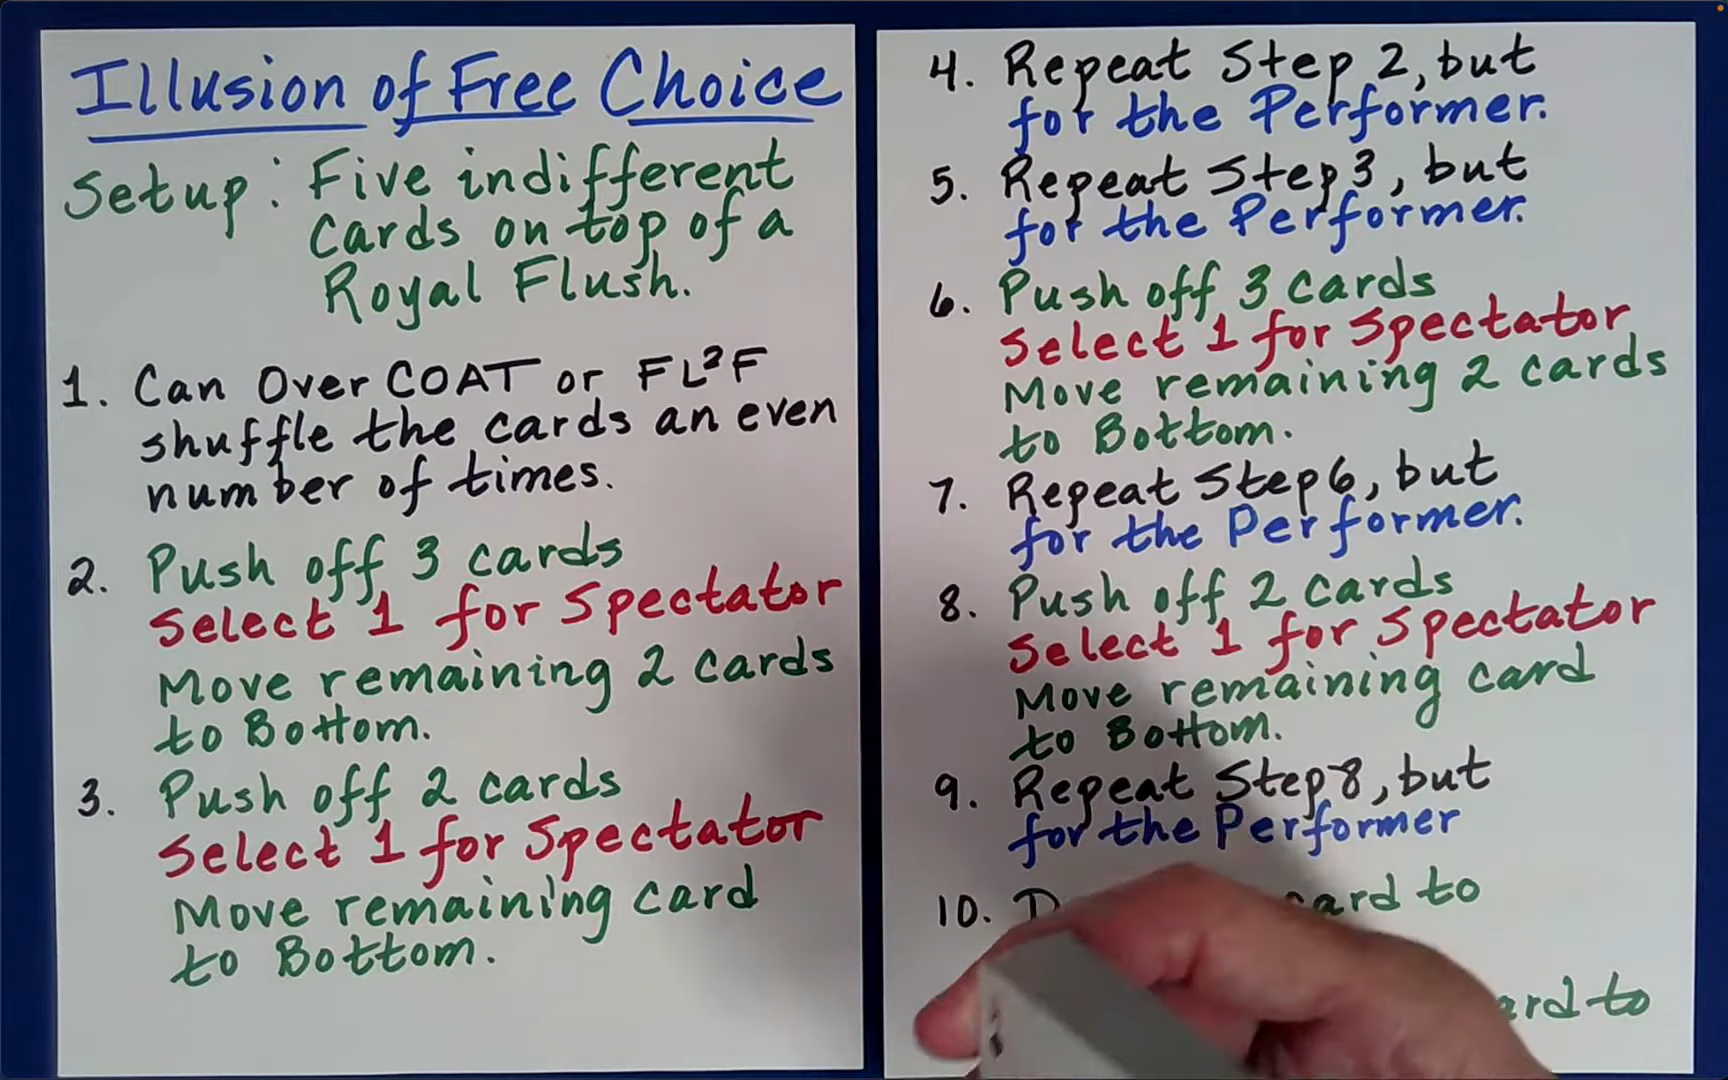 Illusion of Free Choice
Setup: Five indifferent
cards on top of a
Royal Flush.
1. Can Over COAT or FL²F
shuffle the cards an even
number of times.
2. Push off 3 cards
Select 1 for Spectator
Move remaining 2 cards
to Bottom.
3. Push off 2 cards
Select 1 for Spectator
Move remaining card
to Bottom.
4. Repeat Step 2, but
for the Performer.
5. Repeat Step 3, but
for the Performer.
6. Push off 3 cards
Select 1 for Spectator
Move remaining 2 cards
to Bottom.
7. Repeat Step 6, but
for the Performer.
8. Push off 2 cards
Select 1 for Spectator
Move remaining card
to Bottom.
9. Repeat Step 8, but
for the Performer
10. card to
to